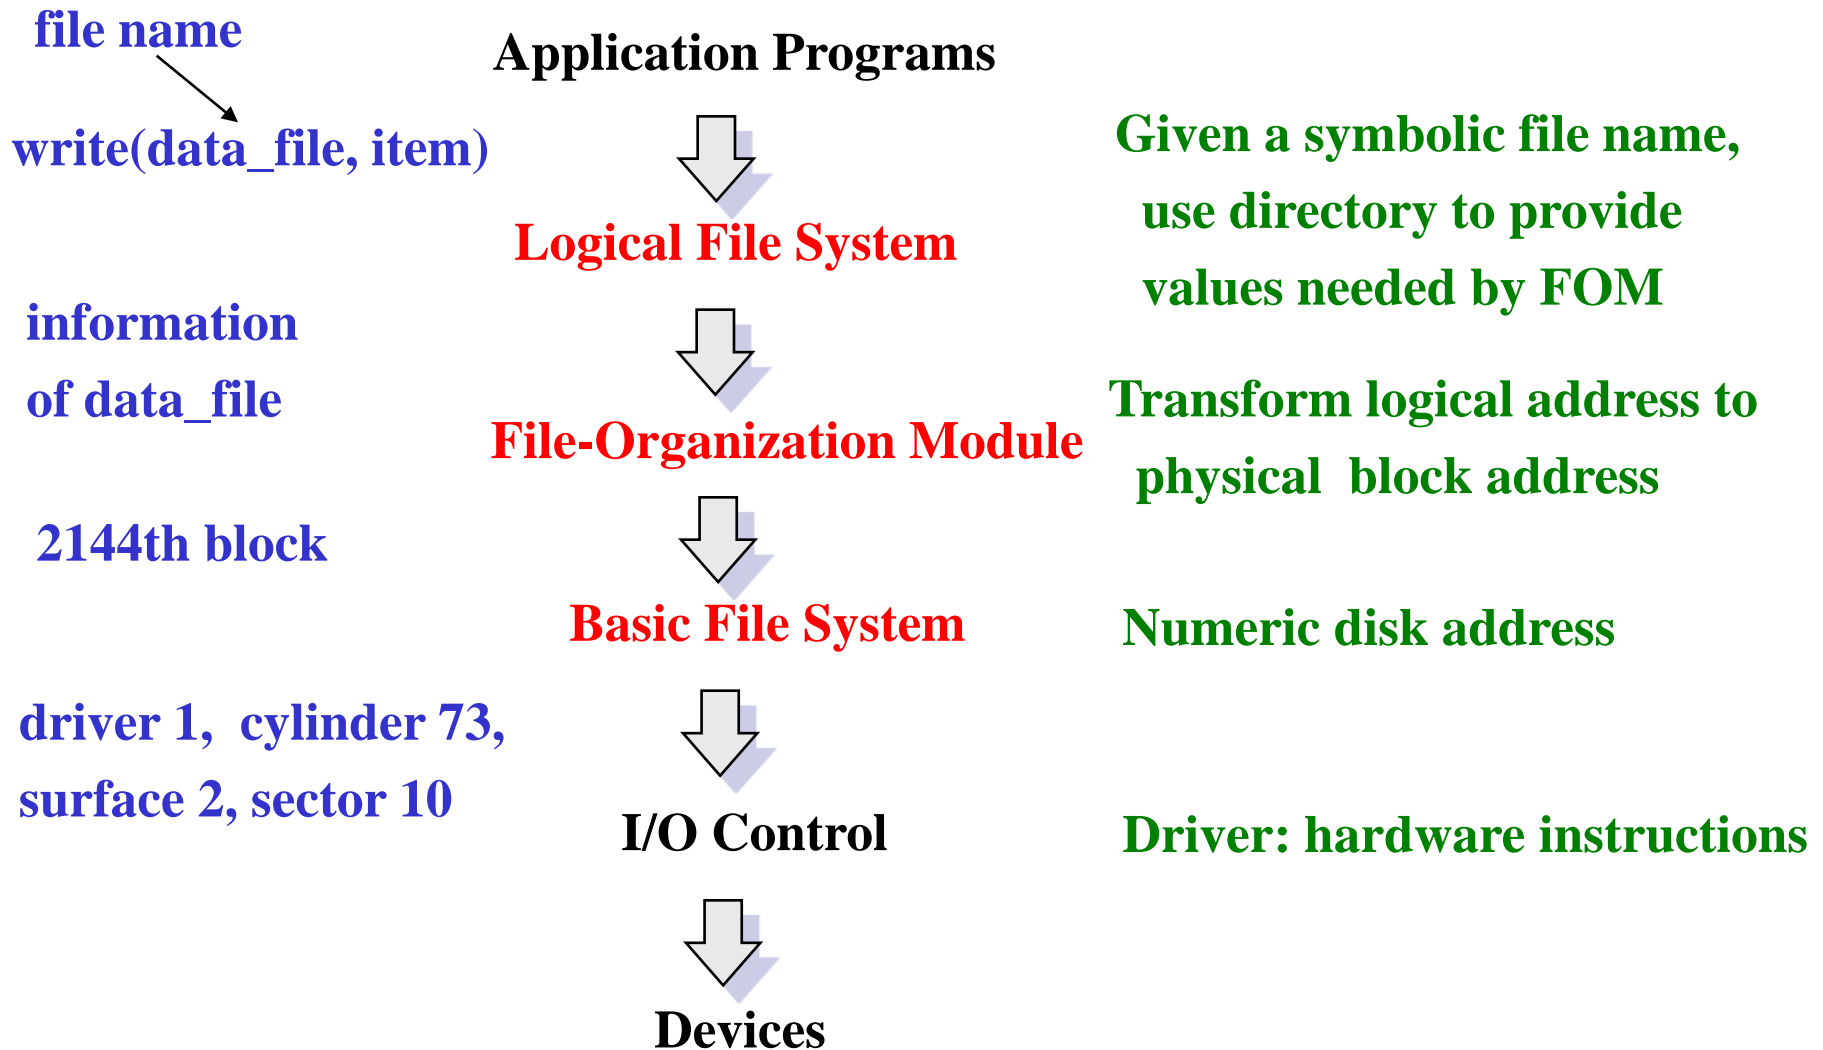 file name
Application Programs
write(data_file, item)
Given a symbolic file name,
use directory to provide
values needed by FOM
Logical File System
information
of data_file
File-Organization Module
Transform logical address to
physical block address
2144th block
Basic File System
Numeric disk address
driver 1, cylinder 73,
surface 2, sector 10
I/O Control
Driver: hardware instructions
Devices